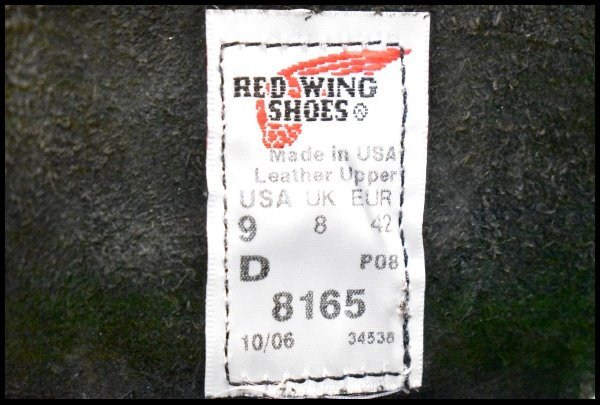 RED WING
SHOES®
Made in USA
Leather Upper
USA UK EUR
9 8 42
D P08
8165
10/06 34538